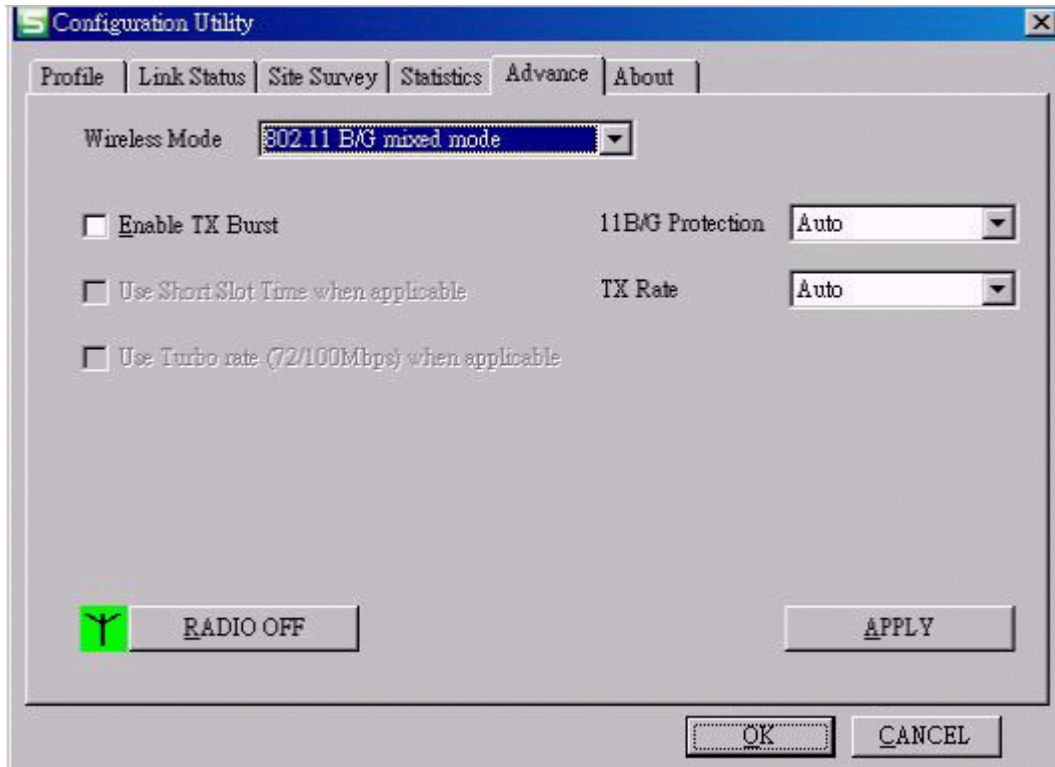 Configuration Utility
Profile
Link Status
Site Survey
Statistics
Advance
About
Wireless Mode
802.11 B/G mixed mode
Enable TX Burst
11B/G Protection
Auto
Use Short Slot Time when applicable
TX Rate
Auto
Use Turbo rate (72/100Mbps) when applicable
RADIO OFF
APPLY
OK
CANCEL